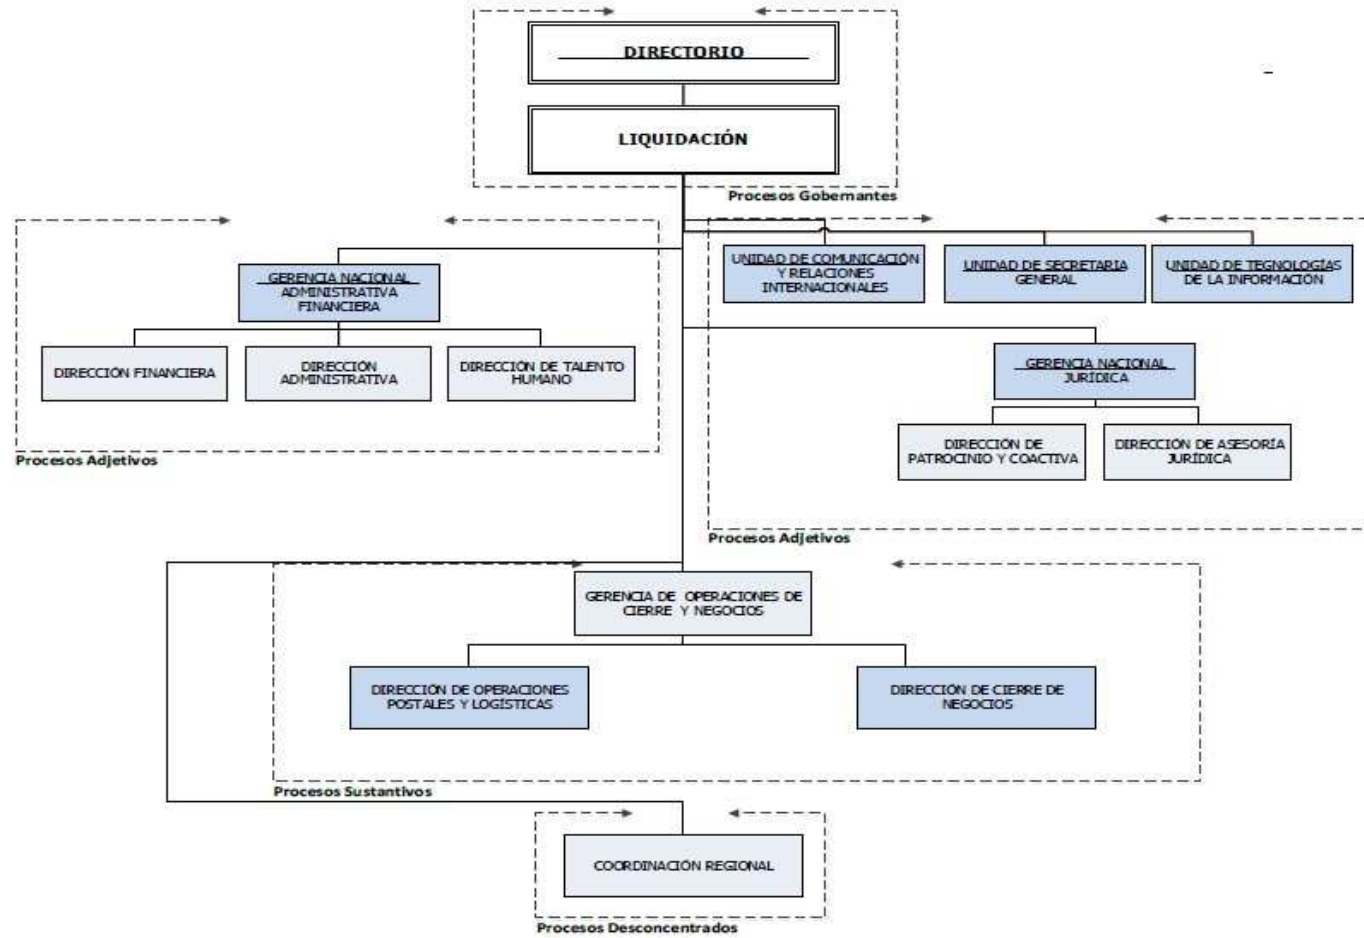 DIRECTORIO
LIQUIDACIÓN
Procesos Gobernantes
GERENCIA NACIONAL
ADMINISTRATIVA
FINANCIERA
DIRECCIÓN FINANCIERA
DIRECCIÓN
ADMINISTRATIVA
DIRECCIÓN DE TALENTO
HUMANO
Procesos Adjetivos
UNIDAD DE COMUNICACIÓN
Y RELACIONES
INTERNACIONALES
UNIDAD DE SECRETARIA
GENERAL
UNIDAD DE TEGNOLOGÍAS
DE LA INFORMACIÓN
GERENCIA NACIONAL
JURÍDICA
DIRECCIÓN DE
PATROCINIO Y COACTIVA
DIRECCIÓN DE ASESORÍA
JURÍDICA
Procesos Adjetivos
GERENCIA DE OPERACIONES DE
CIERRE Y NEGOCIOS
DIRECCIÓN DE OPERACIONES
POSTALES Y LOGÍSTICAS
DIRECCIÓN DE CIERRE DE
NEGOCIOS
Procesos Sustantivos
COORDINACIÓN REGIONAL
Procesos Desconcentrados